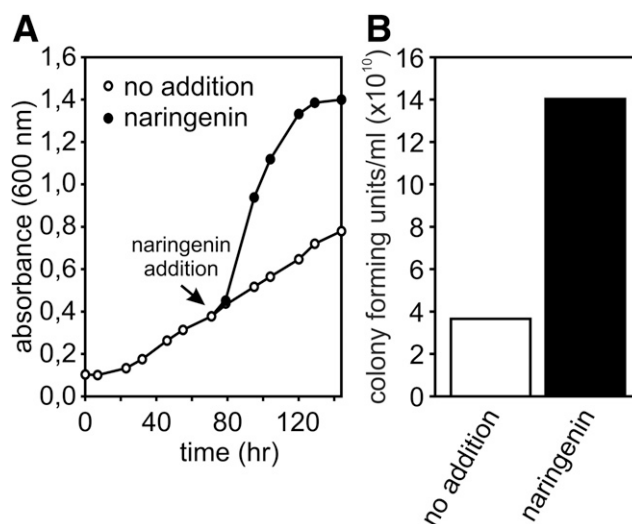 A
absorbance (600 nm)
1,6
1,4
1,2
1,0
0,8
0,6
0,4
0,2
0,0
no addition
naringenin
naringenin
addition
0
40
80
120
time (hr)
B
colony forming units/ml (x10¹⁰)
16
14
12
10
8
6
4
2
0
no addition
naringenin